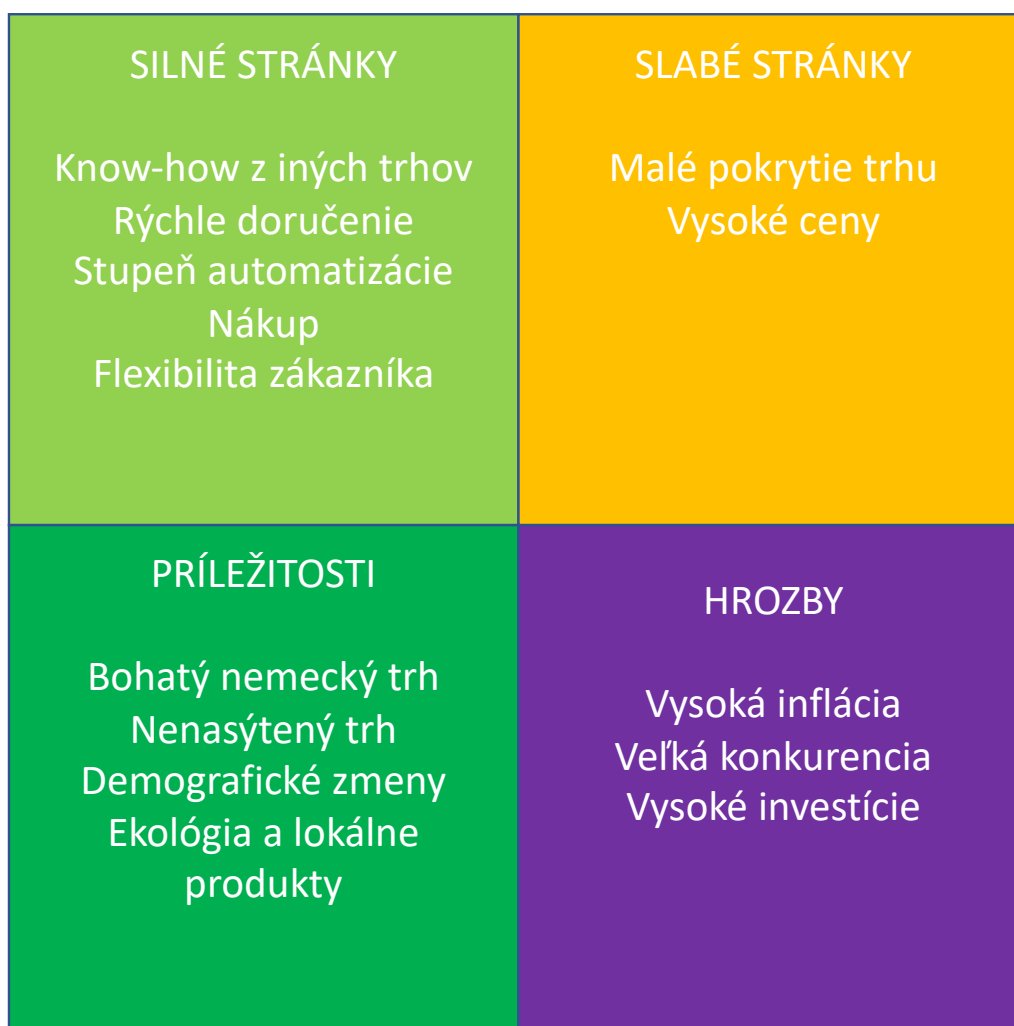 SILNÉ STRÁNKY
Know-how z iných trhov
Rýchle doručenie
Stupeň automatizácie
Nákup
Flexibilita zákazníka
SLABÉ STRÁNKY
Malé pokrytie trhu
Vysoké ceny
PRÍLEŽITOSTI
Bohatý nemecký trh
Nenasýtený trh
Demografické zmeny
Ekológia a lokálne
produkty
HROZBY
Vysoká inflácia
Veľká konkurencia
Vysoké investície